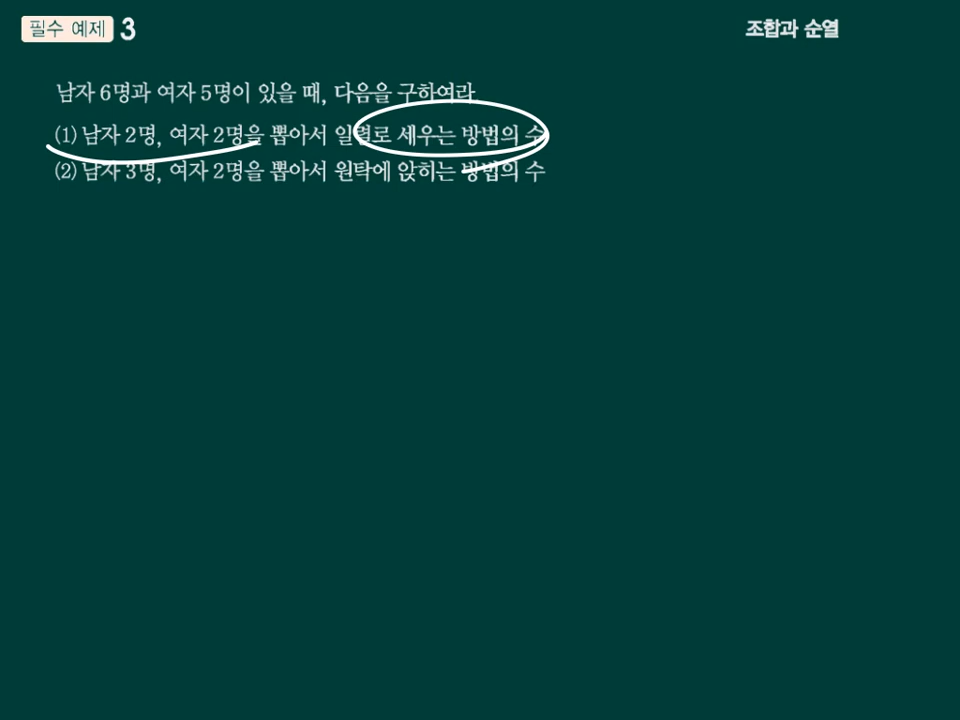 필수 예제 3
조합과 순열
남자 6명과 여자 5명이 있을 때, 다음을 구하여라.
(1) 남자 2명, 여자 2명을 뽑아서 일렬로 세우는 방법의 수
(2) 남자 3명, 여자 2명을 뽑아서 원탁에 앉히는 방법의 수